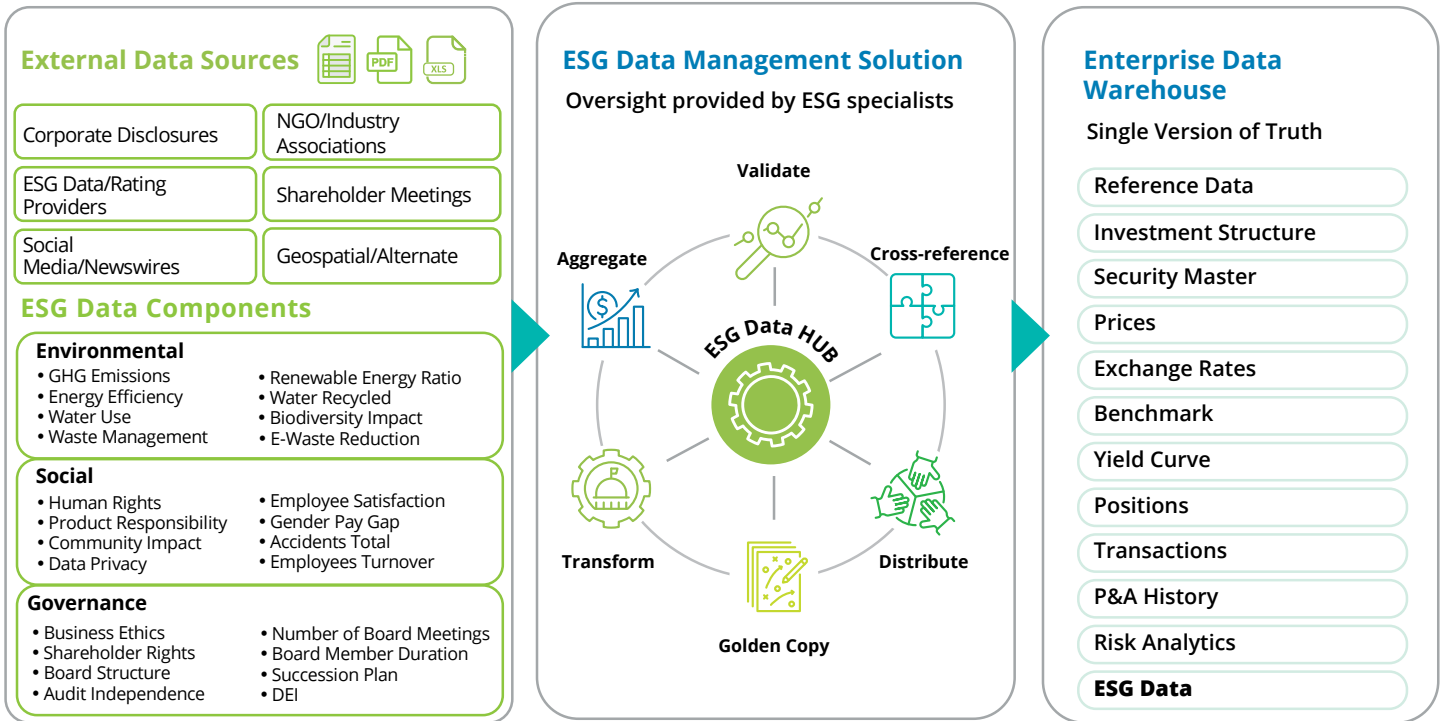 External Data Sources
PDF
XLS
Corporate Disclosures
NGO/Industry
Associations
ESG Data/Rating
Providers
Shareholder Meetings
Social
Media/Newswires
Geospatial/Alternate
ESG Data Components
Environmental
• GHG Emissions
• Energy Efficiency
• Water Use
• Waste Management
• Renewable Energy Ratio
• Water Recycled
• Biodiversity Impact
• E-Waste Reduction
Social
• Human Rights
• Product Responsibility
• Community Impact
• Data Privacy
• Employee Satisfaction
• Gender Pay Gap
• Accidents Total
• Employees Turnover
Governance
• Business Ethics
• Shareholder Rights
• Board Structure
• Audit Independence
• Number of Board Meetings
• Board Member Duration
• Succession Plan
• DEI
ESG Data Management Solution
Oversight provided by ESG specialists
Validate
Aggregate
$
Cross-reference
ESG Data HUB
Transform
Distribute
Golden Copy
Enterprise Data
Warehouse
Single Version of Truth
Reference Data
Investment Structure
Security Master
Prices
Exchange Rates
Benchmark
Yield Curve
Positions
Transactions
P&A History
Risk Analytics
ESG Data